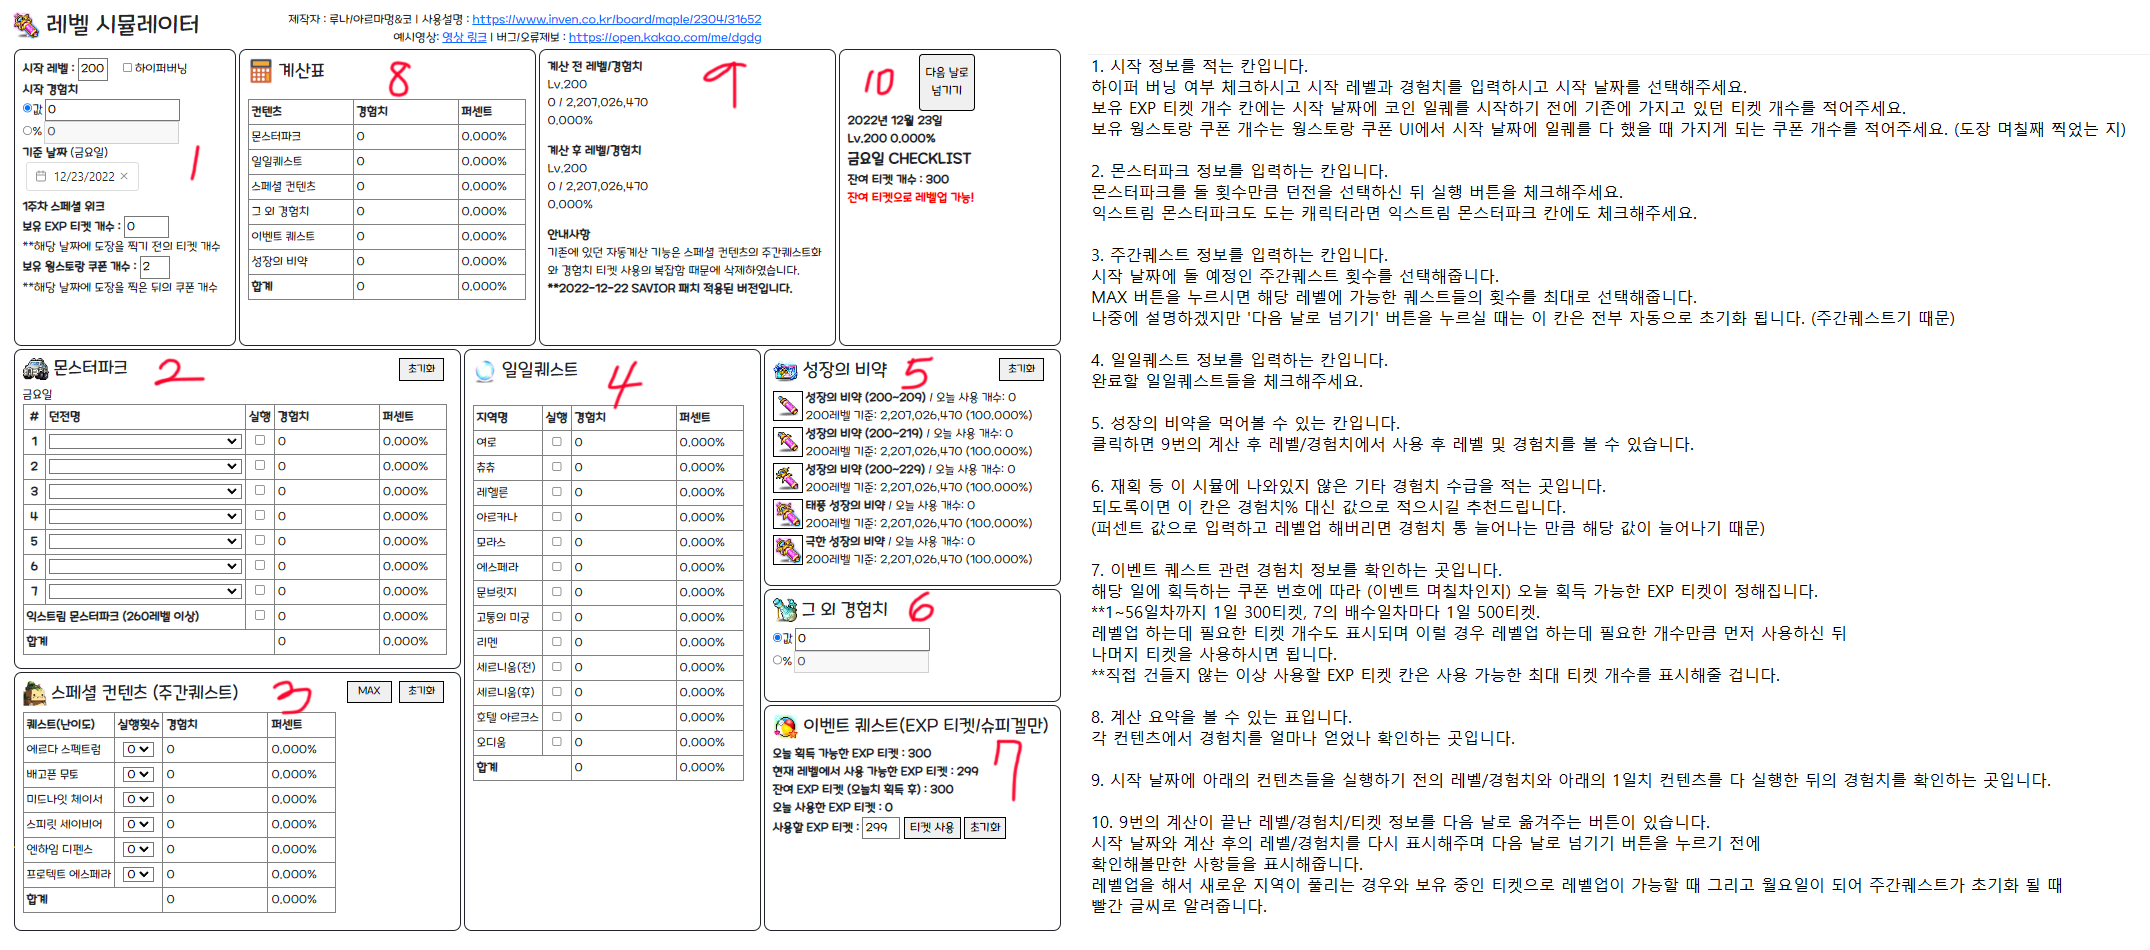 레벨 시뮬레이터
제작자 : 루나/아르마멍&코 | 사용설명 : https://www.inven.co.kr/board/maple/2304/31652
예시영상: 영상 링크 | 버그/오류제보 : https://open.kakao.com/me/dgdg
시작 레벨 : 200 하이퍼버닝
시작 경험치
값 0
% 0
기준 날짜 (금요일)
12/23/2022 ×
1주차 스페셜 위크
보유 EXP 티켓 개수 : 0
**해당 날짜에 도장을 찍기 전의 티켓 개수
보유 웡스토랑 쿠폰 개수 : 2
**해당 날짜에 도장을 찍은 뒤의 쿠폰 개수
1
계산표 8
컨텐츠 경험치 퍼센트
몬스터파크 0 0.000%
일일퀘스트 0 0.000%
스페셜 컨텐츠 0 0.000%
그 외 경험치 0 0.000%
이벤트 퀘스트 0 0.000%
성장의 비약 0 0.000%
합계 0 0.000%
계산 전 레벨/경험치 9
Lv.200
0 / 2,207,026,470
0.000%
계산 후 레벨/경험치
Lv.200
0 / 2,207,026,470
0.000%
안내사항
기존에 있던 자동계산 기능은 스페셜 컨텐츠의 주간퀘스트화
와 경험치 티켓 사용의 복잡함 때문에 삭제하였습니다.
**2022-12-22 SAVIOR 패치 적용된 버전입니다.
10 다음 날로
넘기기
2022년 12월 23일
Lv.200 0.000%
금요일 CHECKLIST
잔여 티켓 개수 : 300
잔여 티켓으로 레벨업 가능!
몬스터파크 2 초기화
금요일
# 던전명 실행 경험치 퍼센트
1 0 0.000%
2 0 0.000%
3 0 0.000%
4 0 0.000%
5 0 0.000%
6 0 0.000%
7 0 0.000%
익스트림 몬스터파크 (260레벨 이상) 0 0.000%
합계 0 0.000%
스페셜 컨텐츠 (주간퀘스트) 3 MAX 초기화
퀘스트(난이도) 실행횟수 경험치 퍼센트
에르다 스펙트럼 0 0 0.000%
배고픈 무토 0 0 0.000%
미드나잇 체이서 0 0 0.000%
스피릿 세이비어 0 0 0.000%
엔하임 디펜스 0 0 0.000%
프로텍트 에스페라 0 0 0.000%
합계 0 0.000%
일일퀘스트 4
지역명 실행 경험치 퍼센트
여로 0 0.000%
츄츄 0 0.000%
레헬른 0 0.000%
아르카나 0 0.000%
모라스 0 0.000%
에스페라 0 0.000%
문브릿지 0 0.000%
고통의 미궁 0 0.000%
리멘 0 0.000%
세르니움(전) 0 0.000%
세르니움(후) 0 0.000%
호텔 아르크스 0 0.000%
오디움 0 0.000%
합계 0 0.000%
성장의 비약 5 초기화
성장의 비약 (200~209) / 오늘 사용 개수: 0
200레벨 기준: 2,207,026,470 (100.000%)
성장의 비약 (200~219) / 오늘 사용 개수: 0
200레벨 기준: 2,207,026,470 (100.000%)
성장의 비약 (200~229) / 오늘 사용 개수: 0
200레벨 기준: 2,207,026,470 (100.000%)
태풍 성장의 비약 / 오늘 사용 개수: 0
200레벨 기준: 2,207,026,470 (100.000%)
극한 성장의 비약 / 오늘 사용 개수: 0
200레벨 기준: 2,207,026,470 (100.000%)
그 외 경험치 6
값 0
% 0
이벤트 퀘스트(EXP 티켓/슈피겔만)
오늘 획득 가능한 EXP 티켓 : 300
현재 레벨에서 사용 가능한 EXP 티켓 : 299
잔여 EXP 티켓 (오늘치 획득 후) : 300
오늘 사용한 EXP 티켓 : 0
사용할 EXP 티켓 : 299 티켓 사용 초기화
7
1. 시작 정보를 적는 칸입니다.
하이퍼 버닝 여부 체크하시고 시작 레벨과 경험치를 입력하시고 시작 날짜를 선택해주세요.
보유 EXP 티켓 개수 칸에는 시작 날짜에 코인 일퀘를 시작하기 전에 기존에 가지고 있던 티켓 개수를 적어주세요.
보유 웡스토랑 쿠폰 개수는 웡스토랑 쿠폰 UI에서 시작 날짜에 일퀘를 다 했을 때 가지게 되는 쿠폰 개수를 적어주세요. (도장 며칠째 찍었는 지)
2. 몬스터파크 정보를 입력하는 칸입니다.
몬스터파크를 돌 횟수만큼 던전을 선택하신 뒤 실행 버튼을 체크해주세요.
익스트림 몬스터파크도 도는 캐릭터라면 익스트림 몬스터파크 칸에도 체크해주세요.
3. 주간퀘스트 정보를 입력하는 칸입니다.
시작 날짜에 돌 예정인 주간퀘스트 횟수를 선택해줍니다.
MAX 버튼을 누르시면 해당 레벨에 가능한 퀘스트들의 횟수를 최대로 선택해줍니다.
나중에 설명하겠지만 '다음 날로 넘기기' 버튼을 누르실 때는 이 칸은 전부 자동으로 초기화 됩니다. (주간퀘스트기 때문)
4. 일일퀘스트 정보를 입력하는 칸입니다.
완료할 일일퀘스트들을 체크해주세요.
5. 성장의 비약을 먹어볼 수 있는 칸입니다.
클릭하면 9번의 계산 후 레벨/경험치에서 사용 후 레벨 및 경험치를 볼 수 있습니다.
6. 재획 등 이 시뮬에 나와있지 않은 기타 경험치 수급을 적는 곳입니다.
되도록이면 이 칸은 경험치% 대신 값으로 적으시길 추천드립니다.
(퍼센트 값으로 입력하고 레벨업 해버리면 경험치 통 늘어나는 만큼 해당 값이 늘어나기 때문)
7. 이벤트 퀘스트 관련 경험치 정보를 확인하는 곳입니다.
해당 일에 획득하는 쿠폰 번호에 따라 (이벤트 며칠차인지) 오늘 획득 가능한 EXP 티켓이 정해집니다.
**1~56일차까지 1일 300티켓, 7의 배수일차마다 1일 500티켓.
레벨업 하는데 필요한 티켓 개수도 표시되며 이럴 경우 레벨업 하는데 필요한 개수만큼 먼저 사용하신 뒤
나머지 티켓을 사용하시면 됩니다.
**직접 건들지 않는 이상 사용할 EXP 티켓 칸은 사용 가능한 최대 티켓 개수를 표시해줄 겁니다.
8. 계산 요약을 볼 수 있는 표입니다.
각 컨텐츠에서 경험치를 얼마나 얻었나 확인하는 곳입니다.
9. 시작 날짜에 아래의 컨텐츠들을 실행하기 전의 레벨/경험치와 아래의 1일치 컨텐츠를 다 실행한 뒤의 경험치를 확인하는 곳입니다.
10. 9번의 계산이 끝난 레벨/경험치/티켓 정보를 다음 날로 옮겨주는 버튼이 있습니다.
시작 날짜와 계산 후의 레벨/경험치를 다시 표시해주며 다음 날로 넘기기 버튼을 누르기 전에
확인해볼만한 사항들을 표시해줍니다.
레벨업을 해서 새로운 지역이 풀리는 경우와 보유 중인 티켓으로 레벨업이 가능할 때 그리고 월요일이 되어 주간퀘스트가 초기화 될 때
빨간 글씨로 알려줍니다.